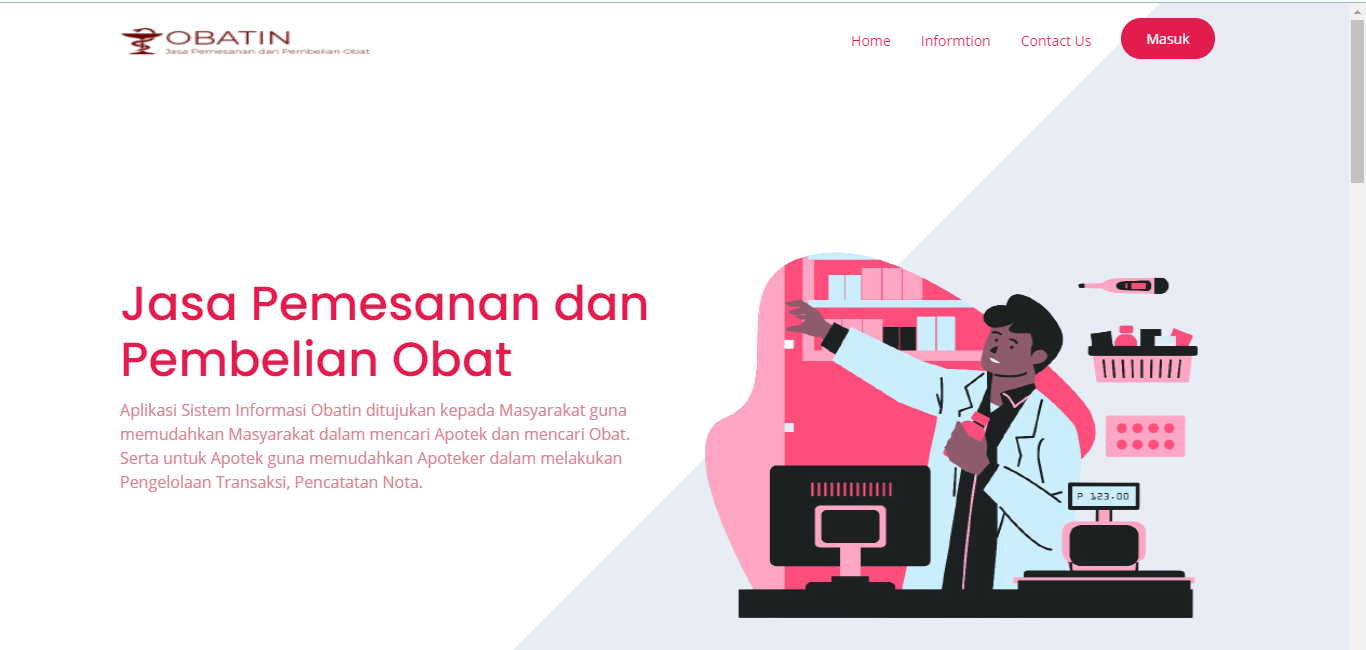 OBATIN
Jasa Pemesanan dan Pembelian Obat
Home
Informtion
Contact Us
Masuk
Jasa Pemesanan dan
Pembelian Obat
Aplikasi Sistem Informasi Obatin ditujukan kepada Masyarakat guna
memudahkan Masyarakat dalam mencari Apotek dan mencari Obat.
Serta untuk Apotek guna memudahkan Apoteker dalam melakukan
Pengelolaan Transaksi, Pencatatan Nota.
P 123.00